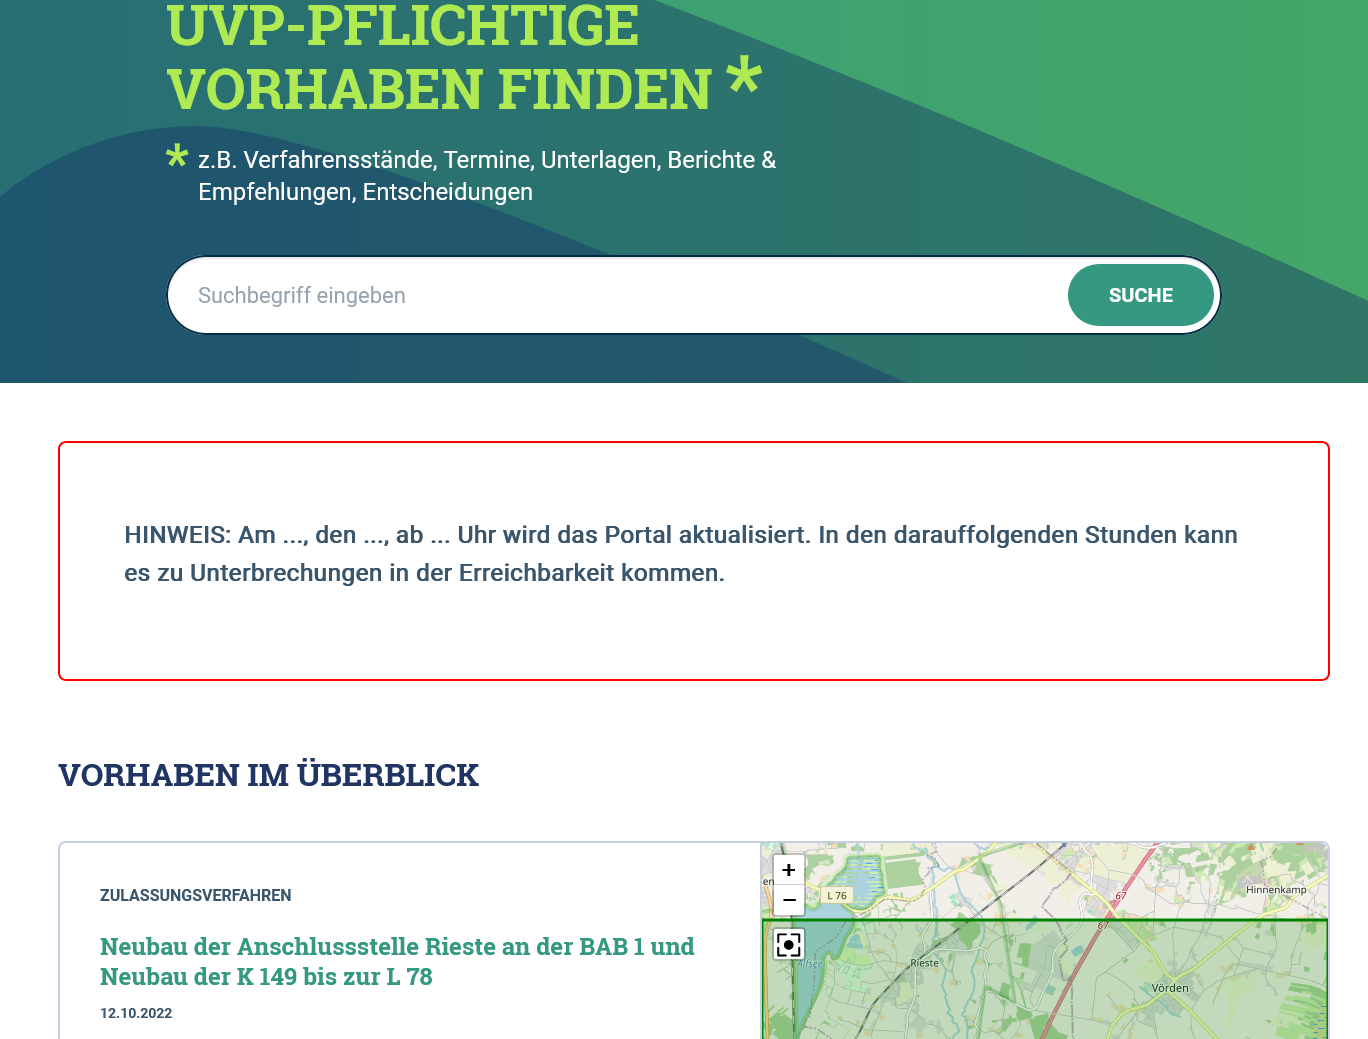 UVP-PFLICHTIGE
VORHABEN FINDEN *
* z.B. Verfahrensstände, Termine, Unterlagen, Berichte &
Empfehlungen, Entscheidungen
Suchbegriff eingeben
SUCHE
HINWEIS: Am ..., den ..., ab ... Uhr wird das Portal aktualisiert. In den darauffolgenden Stunden kann
es zu Unterbrechungen in der Erreichbarkeit kommen.
VORHABEN IM ÜBERBLICK
ZULASSUNGSVERFAHREN
Neubau der Anschlussstelle Rieste an der BAB 1 und
Neubau der K 149 bis zur L 78
12.10.2022
+
−
en
L 76
67
Hinnenkamp
67
Alfsee
Rieste
Vörden